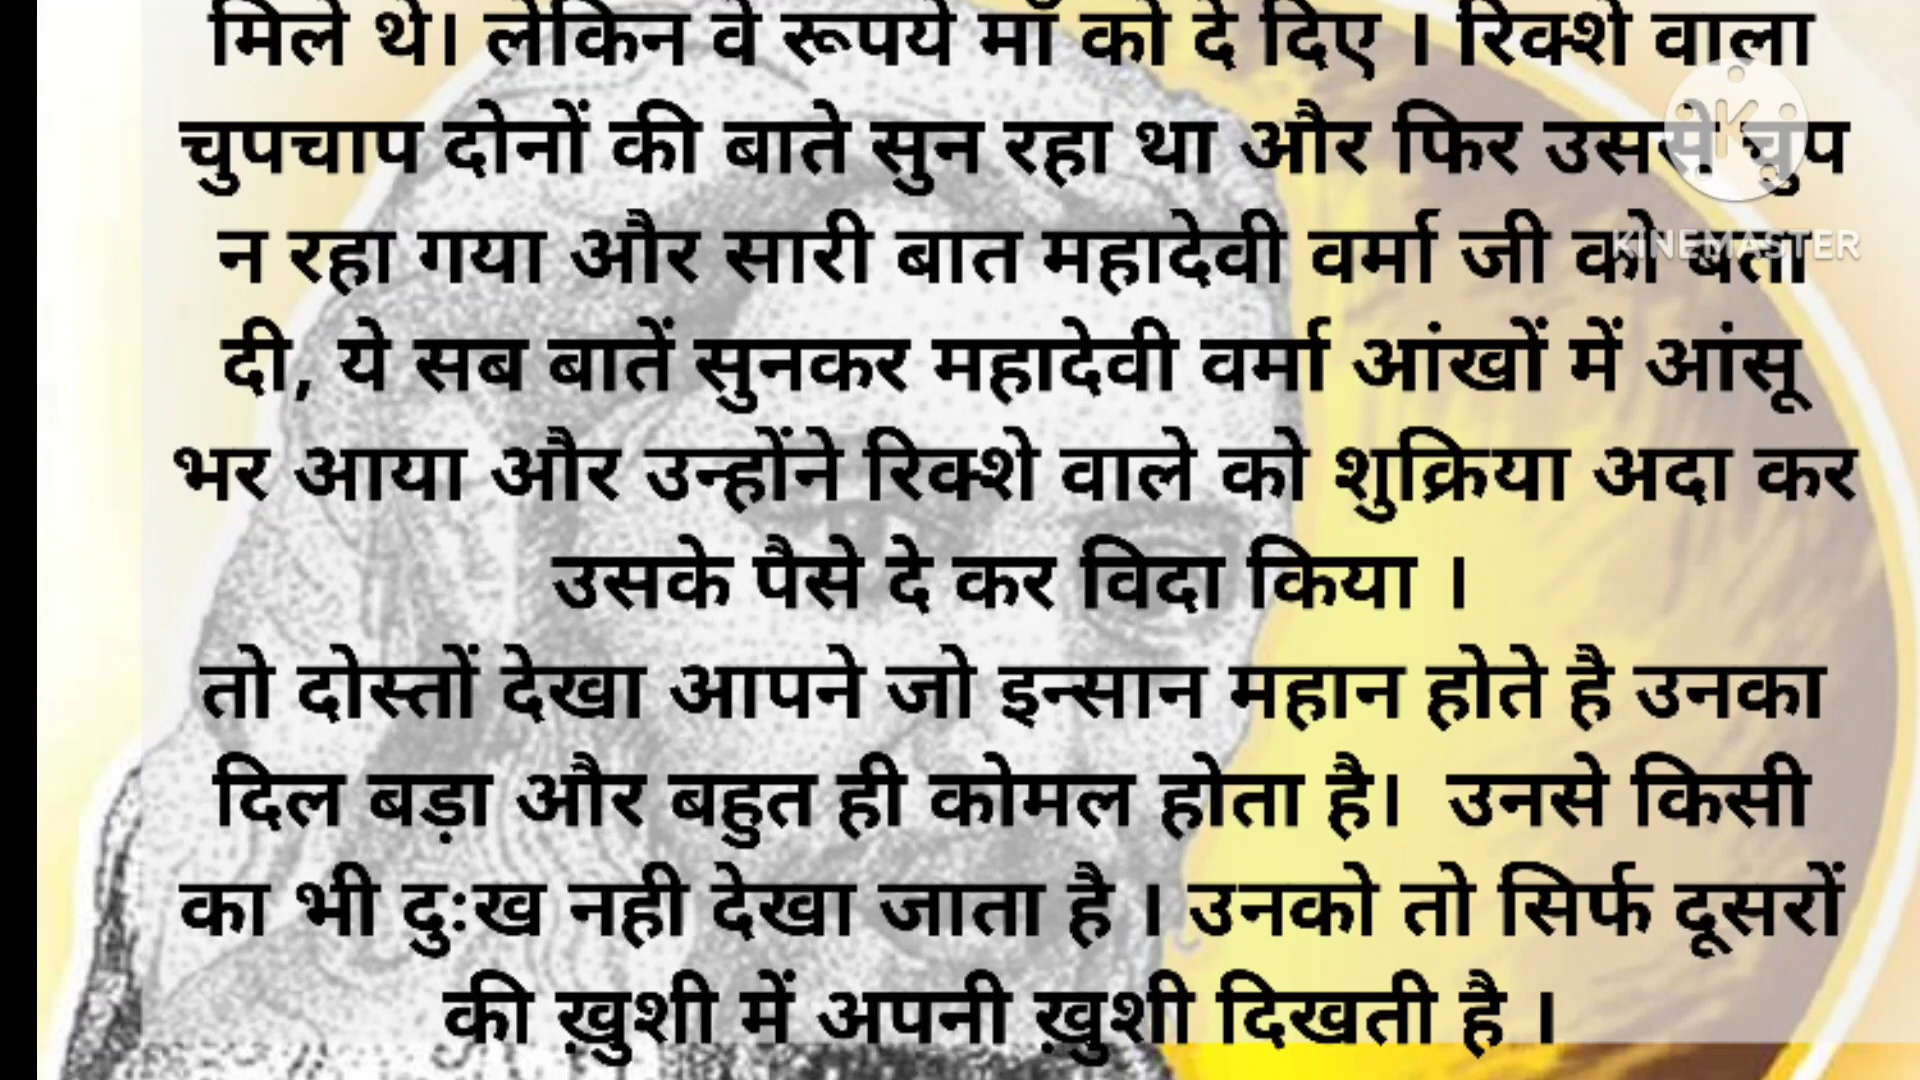 मिले थे। लेकिन वे रूपये माँ को दे दिए । रिक्शे वाला
चुपचाप दोनों की बाते सुन रहा था और फिर उससे चुप
न रहा गया और सारी बात महादेवी वर्मा जी को बता
दी, ये सब बातें सुनकर महादेवी वर्मा आंखों में आंसू
भर आया और उन्होंने रिक्शे वाले को शुक्रिया अदा कर
उसके पैसे दे कर विदा किया ।
तो दोस्तों देखा आपने जो इन्सान महान होते है उनका
दिल बड़ा और बहुत ही कोमल होता है। उनसे किसी
का भी दुःख नही देखा जाता है । उनको तो सिर्फ दूसरों
की ख़ुशी में अपनी ख़ुशी दिखती है ।
K
KINEMASTER